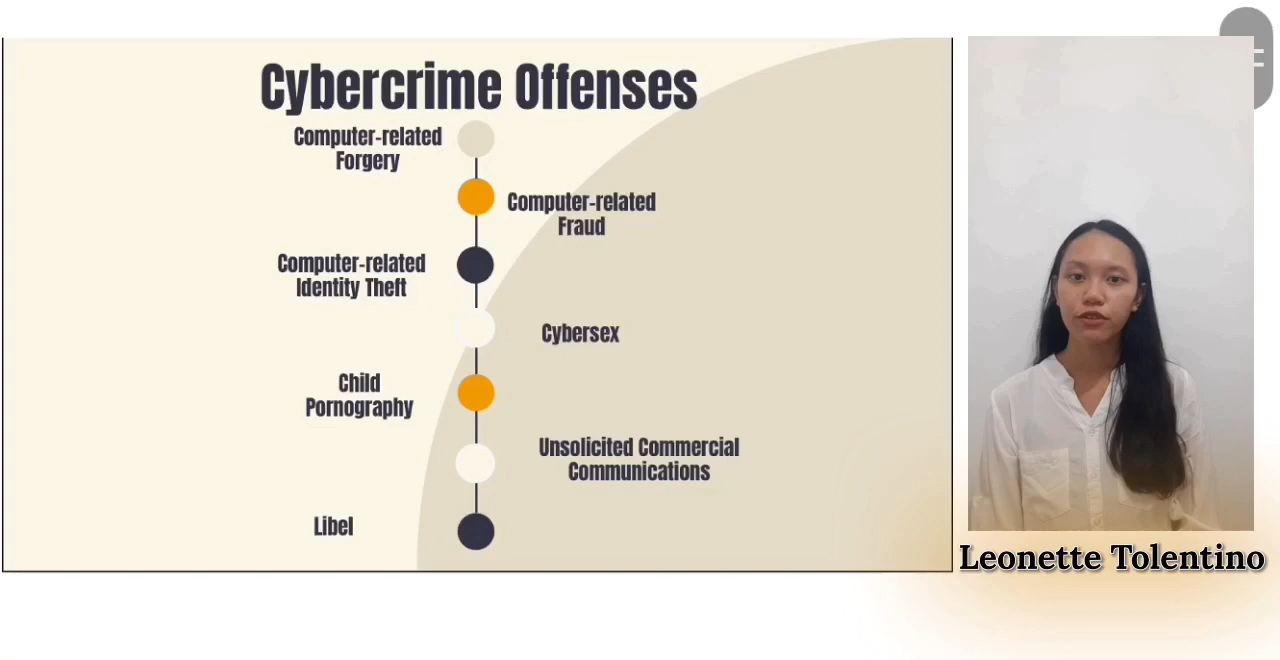 Cybercrime Offenses
Computer-related
Forgery
Computer-related
Fraud
Computer-related
Identity Theft
Cybersex
Child
Pornography
Unsolicited Commercial
Communications
Libel
Leonette Tolentino